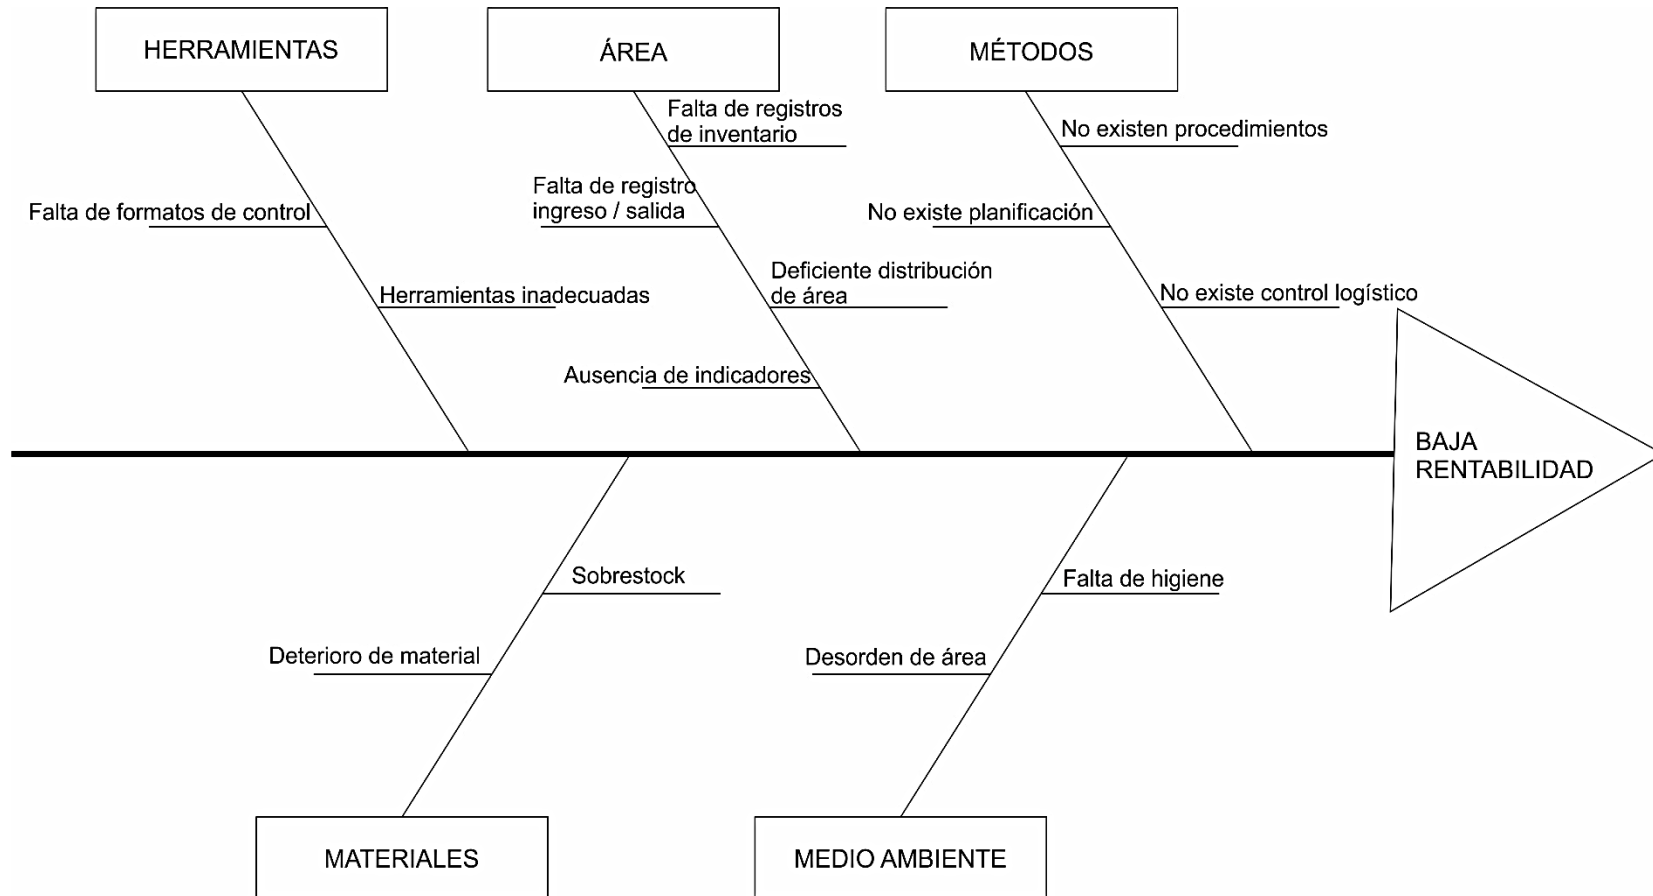 HERRAMIENTAS
ÁREA
MÉTODOS
Falta de registros
de inventario
No existen procedimientos
Falta de registro
ingreso / salida
Falta de formatos de control
No existe planificación
Deficiente distribución
de área
Herramientas inadecuadas
No existe control logístico
Ausencia de indicadores
BAJA
RENTABILIDAD
Sobrestock
Falta de higiene
Deterioro de material
Desorden de área
MATERIALES
MEDIO AMBIENTE